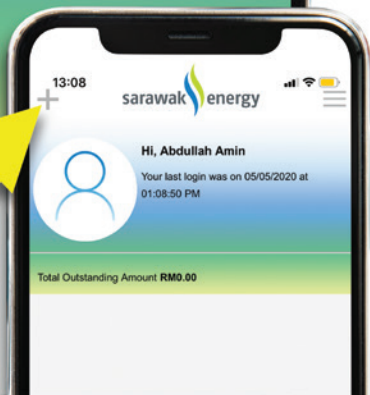 13:08
sarawak energy
Hi, Abdullah Amin
Your last login was on 05/05/2020 at
01:08:50 PM
Total Outstanding Amount RM0.00